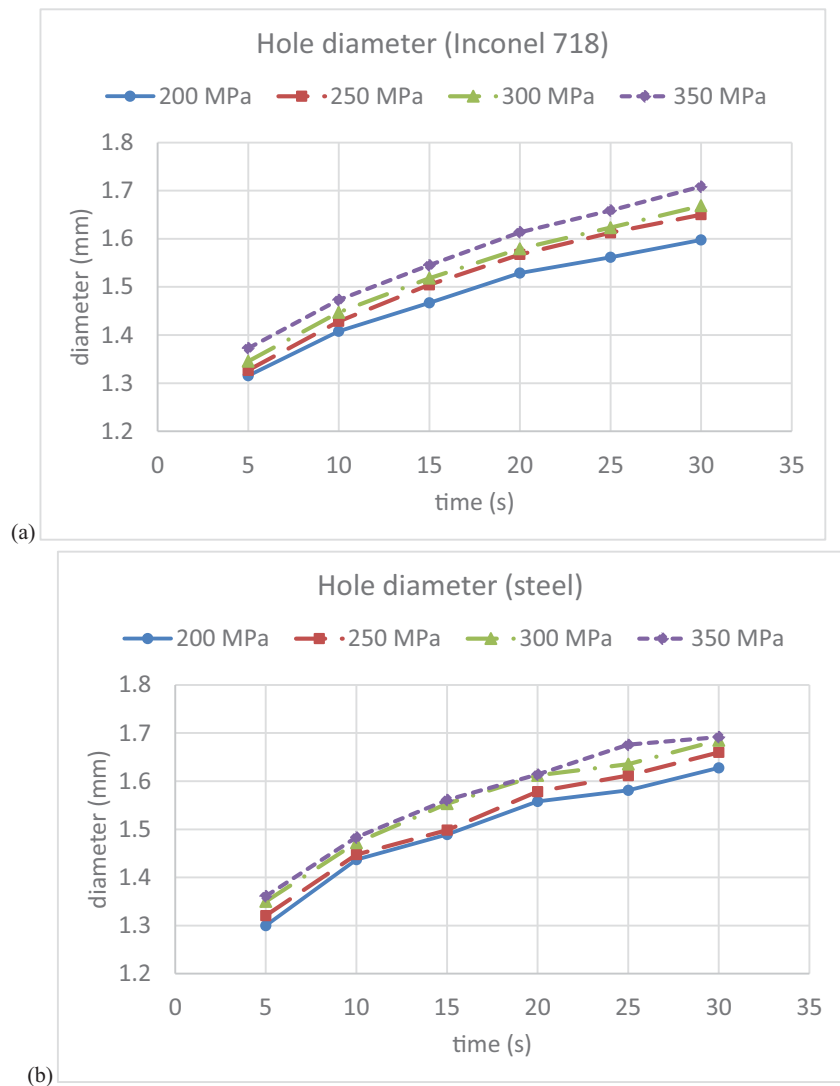 Hole diameter (Inconel 718)
200 MPa 250 MPa 300 MPa 350 MPa
1.8
1.7
1.6
1.5
1.4
1.3
1.2
diameter (mm)
0 5 10 15 20 25 30 35
time (s)
(a)
Hole diameter (steel)
200 MPa 250 MPa 300 MPa 350 MPa
1.8
1.7
1.6
1.5
1.4
1.3
1.2
diameter (mm)
0 5 10 15 20 25 30 35
time (s)
(b)